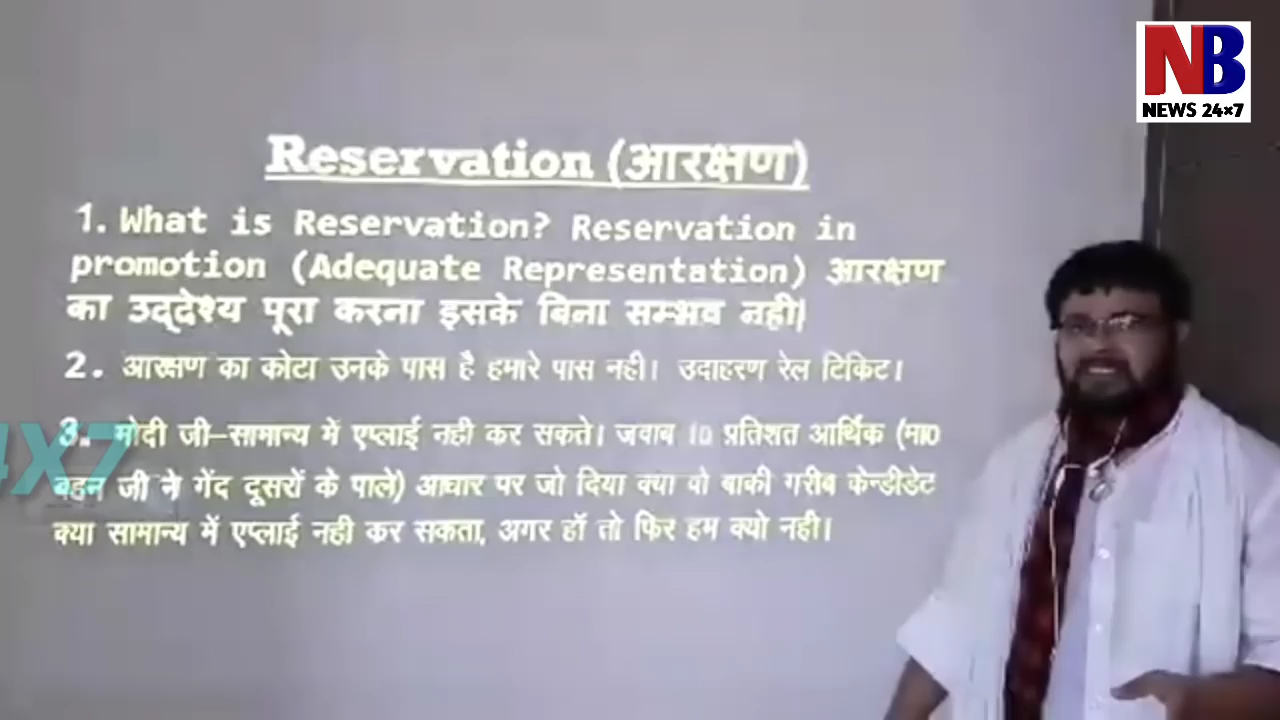 NB
NEWS 24×7
Reservation (आरक्षण)
1. What is Reservation? Reservation in
promotion (Adequate Representation) आरक्षण
का उद्देश्य पूरा करना इसके बिना सम्भव नही|
2. आरक्षण का कोटा उनके पास है हमारे पास नही। उदाहरण रेल टिकिट।
3. मोदी जी–सामान्य में एप्लाई नही कर सकते। जवाब 10 प्रतिशत आर्थिक (मा0
बहन जी ने गेंद दूसरों के पाले) आधार पर जो दिया क्या वो बाकी गरीब केन्डीडेट
क्या सामान्य में एप्लाई नही कर सकता, अगर हॉ तो फिर हम क्यो नही।
4X7